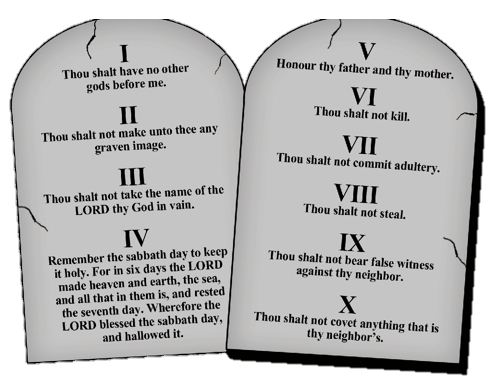 I
Thou shalt have no other
gods before me.
II
Thou shalt not make unto thee any
graven image.
III
Thou shalt not take the name of the
LORD thy God in vain.
IV
Remember the sabbath day to keep
it holy. For in six days the LORD
made heaven and earth, the sea,
and all that in them is, and rested
the seventh day. Wherefore the
LORD blessed the sabbath day,
and hallowed it.
V
Honour thy father and thy mother.
VI
Thou shalt not kill.
VII
Thou shalt not commit adultery.
VIII
Thou shalt not steal.
IX
Thou shalt not bear false witness
against thy neighbor.
X
Thou shalt not covet anything that is
thy neighbor's.